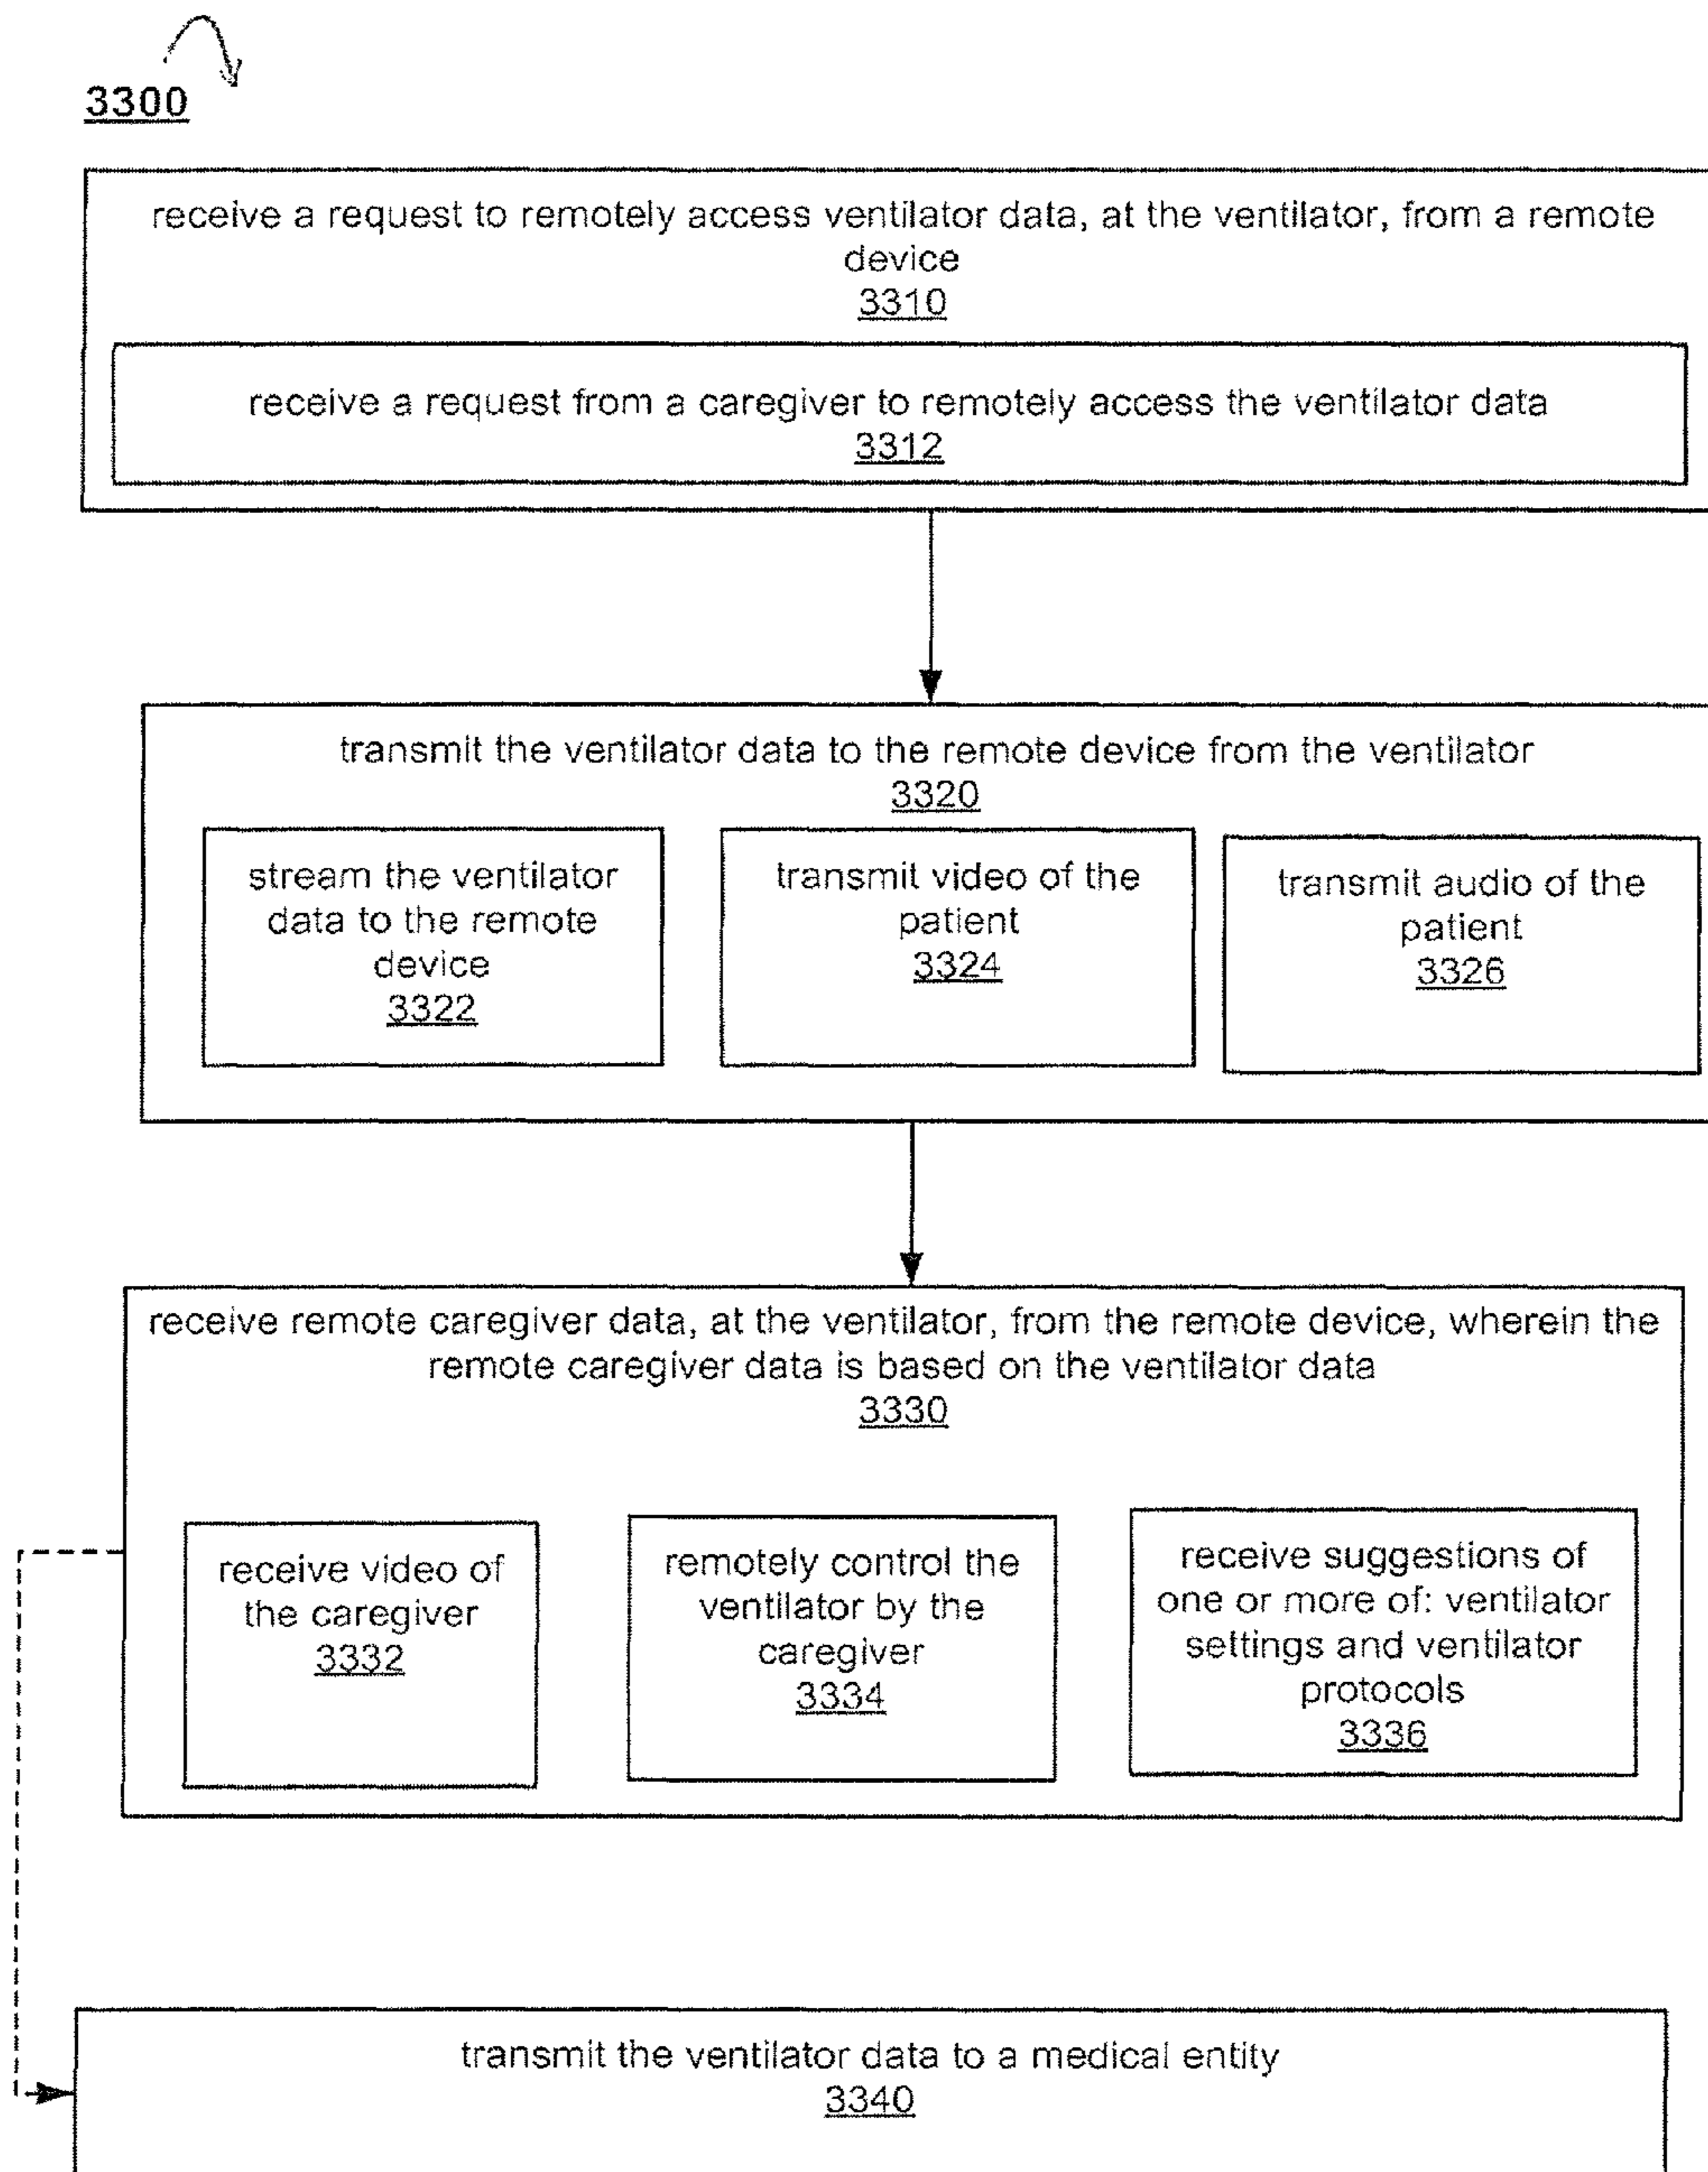 3300
receive a request to remotely access ventilator data, at the ventilator, from a remote
device
3310
receive a request from a caregiver to remotely access the ventilator data
3312
transmit the ventilator data to the remote device from the ventilator
3320
stream the ventilator
data to the remote
device
3322
transmit video of the
patient
3324
transmit audio of the
patient
3326
receive remote caregiver data, at the ventilator, from the remote device, wherein the
remote caregiver data is based on the ventilator data
3330
receive video of
the caregiver
3332
remotely control the
ventilator by the
caregiver
3334
receive suggestions of
one or more of: ventilator
settings and ventilator
protocols
3336
transmit the ventilator data to a medical entity
3340